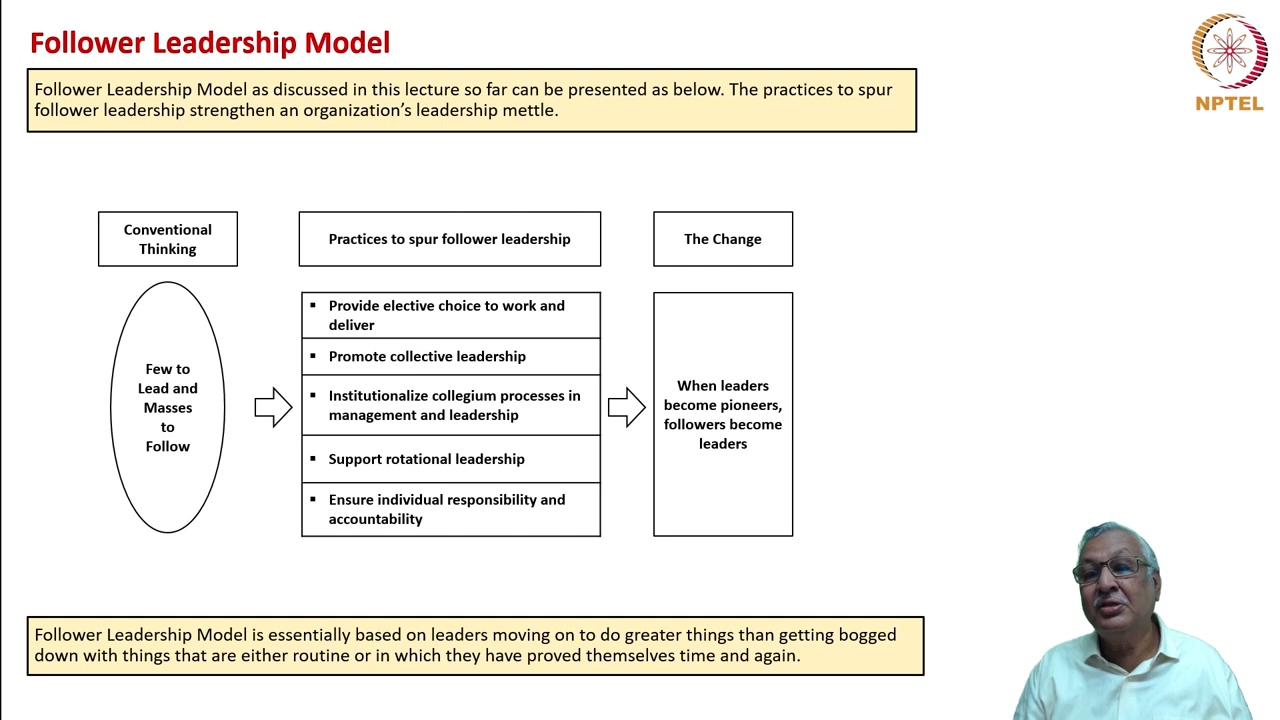 Follower Leadership Model
NPTEL
Follower Leadership Model as discussed in this lecture so far can be presented as below. The practices to spur
follower leadership strengthen an organization’s leadership mettle.
Conventional
Thinking
Practices to spur follower leadership
The Change
Few to
Lead and
Masses
to
Follow
▪ Provide elective choice to work and
deliver
▪ Promote collective leadership
▪ Institutionalize collegium processes in
management and leadership
▪ Support rotational leadership
▪ Ensure individual responsibility and
accountability
When leaders
become pioneers,
followers become
leaders
Follower Leadership Model is essentially based on leaders moving on to do greater things than getting bogged
down with things that are either routine or in which they have proved themselves time and again.